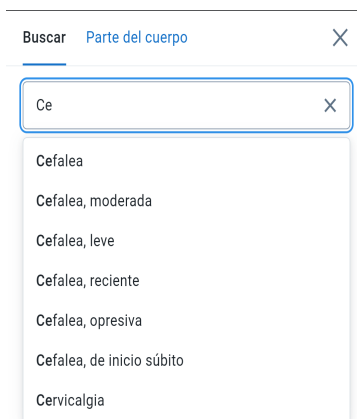 Buscar Parte del cuerpo
Ce
Cefalea
Cefalea, moderada
Cefalea, leve
Cefalea, reciente
Cefalea, opresiva
Cefalea, de inicio súbito
Cervicalgia